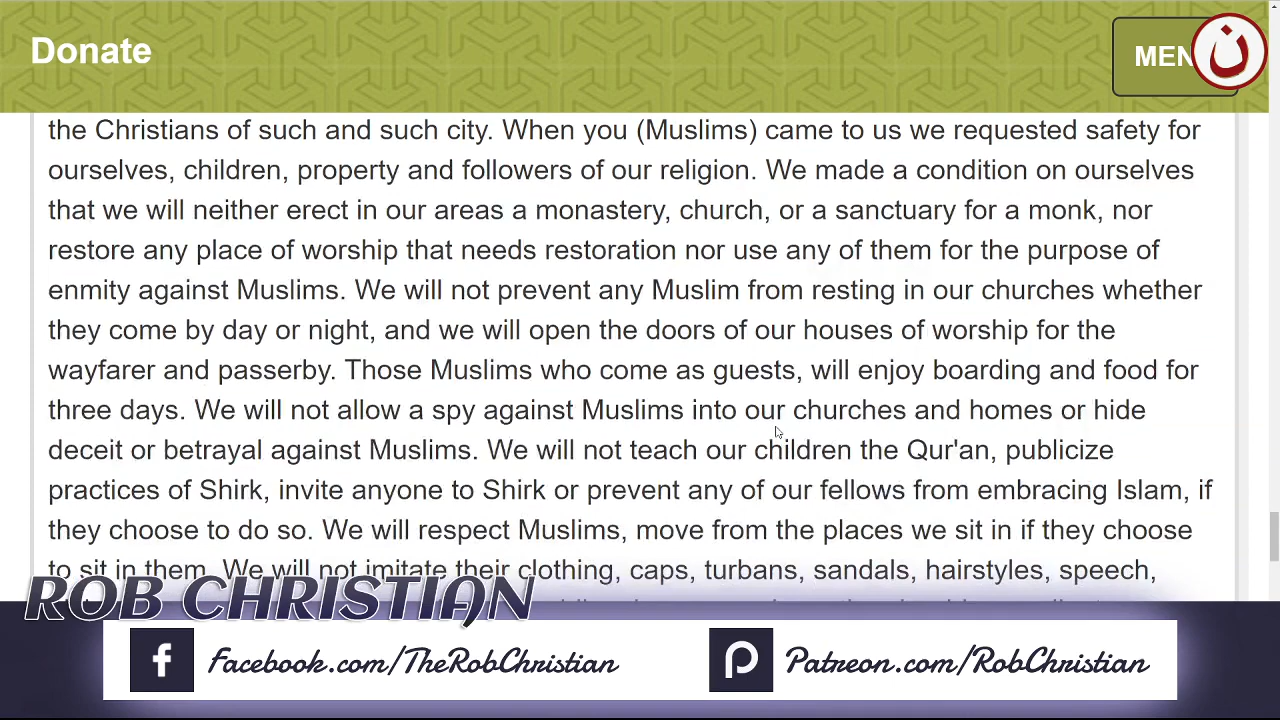 Donate
MEN
ن
the Christians of such and such city. When you (Muslims) came to us we requested safety for
ourselves, children, property and followers of our religion. We made a condition on ourselves
that we will neither erect in our areas a monastery, church, or a sanctuary for a monk, nor
restore any place of worship that needs restoration nor use any of them for the purpose of
enmity against Muslims. We will not prevent any Muslim from resting in our churches whether
they come by day or night, and we will open the doors of our houses of worship for the
wayfarer and passerby. Those Muslims who come as guests, will enjoy boarding and food for
three days. We will not allow a spy against Muslims into our churches and homes or hide
deceit or betrayal against Muslims. We will not teach our children the Qur'an, publicize
practices of Shirk, invite anyone to Shirk or prevent any of our fellows from embracing Islam, if
they choose to do so. We will respect Muslims, move from the places we sit in if they choose
to sit in them. We will not imitate their clothing, caps, turbans, sandals, hairstyles, speech,
ROB CHRISTIAN
Facebook.com/TheRobChristian
Patreon.com/RobChristian